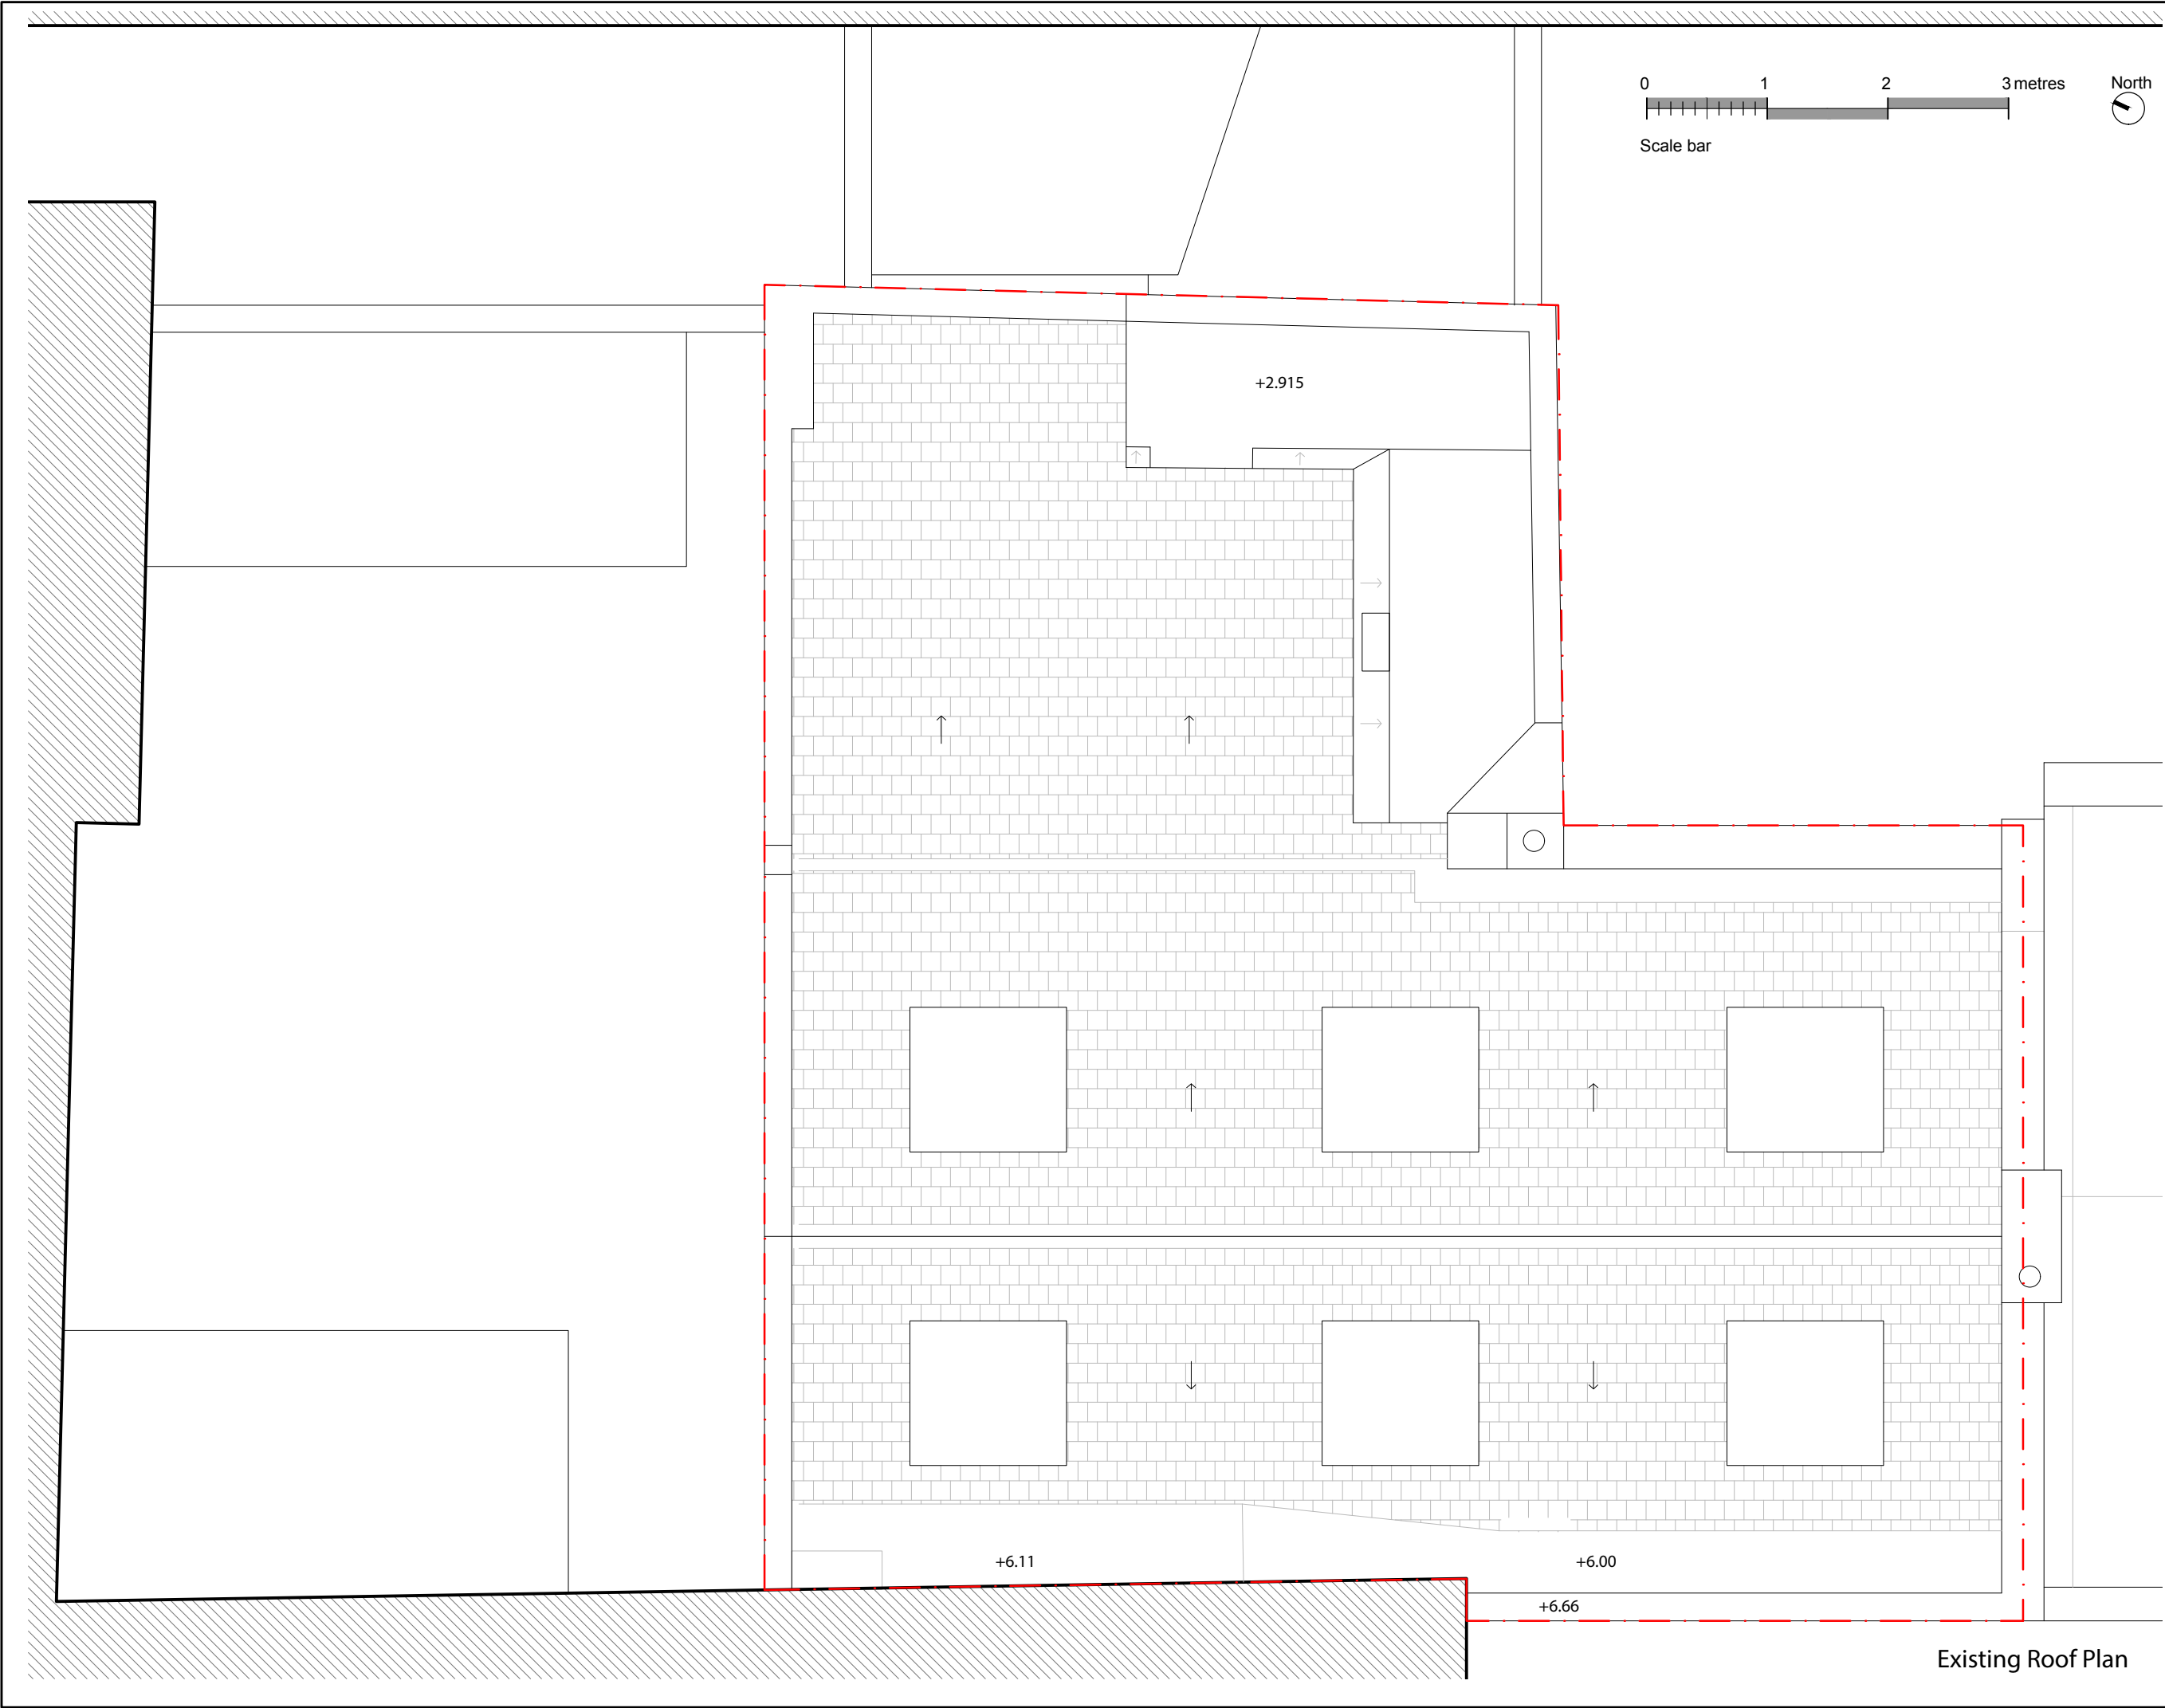 0 1 2 3 metres
North
Scale bar
+2.915
+6.11
+6.00
+6.66
Existing Roof Plan